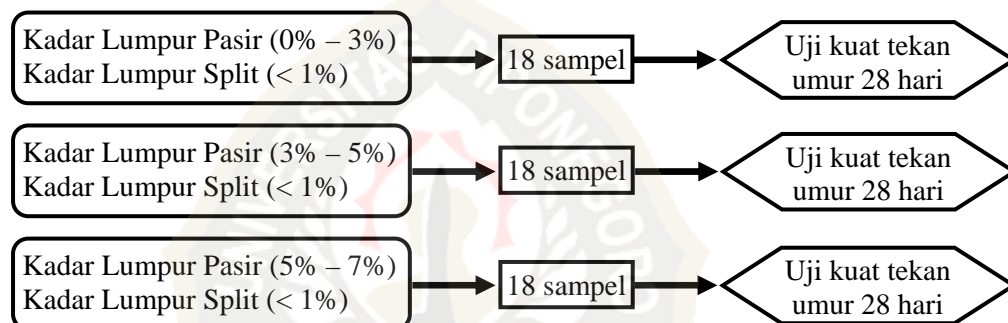 Kadar Lumpur Pasir (0% – 3%)
Kadar Lumpur Split (< 1%)
18 sampel
Uji kuat tekan
umur 28 hari
Kadar Lumpur Pasir (3% – 5%)
Kadar Lumpur Split (< 1%)
18 sampel
Uji kuat tekan
umur 28 hari
Kadar Lumpur Pasir (5% – 7%)
Kadar Lumpur Split (< 1%)
18 sampel
Uji kuat tekan
umur 28 hari